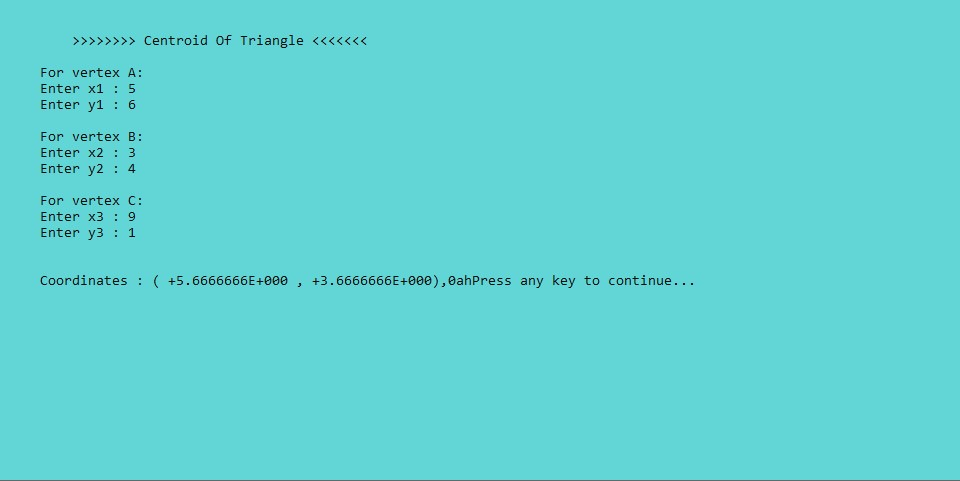 >>>>>>>> Centroid Of Triangle <<<<<<<
For vertex A:
Enter x1 : 5
Enter y1 : 6
For vertex B:
Enter x2 : 3
Enter y2 : 4
For vertex C:
Enter x3 : 9
Enter y3 : 1
Coordinates : ( +5.6666666E+000 , +3.6666666E+000),0ahPress any key to continue...